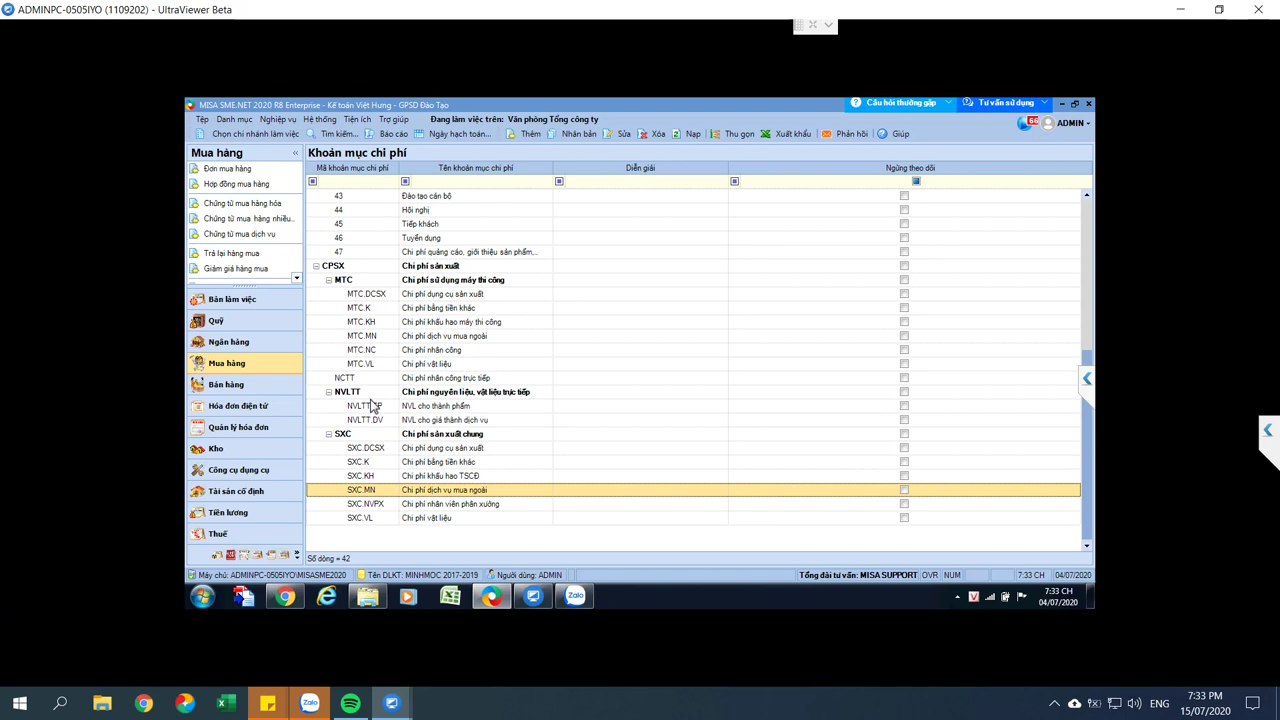 ADMINPC-0505IYO (1109202) - UltraViewer Beta
MISA SME.NET 2020 R8 Enterprise - Kế toán Việt Hưng - GPSD Đào Tạo
Câu hỏi thường gặp
Tư vấn sử dụng
Tệp Danh mục Nghiệp vụ Hệ thống Tiện ích Trợ giúp
Đang làm việc trên: Văn phòng Tổng công ty
66
ADMIN
Chọn chi nhánh làm việc Tìm kiếm... Báo cáo Ngày hạch toán... Thêm Nhân bản Sửa Xóa Nạp Thu gọn Xuất khẩu Phản hồi Giúp
Mua hàng
Khoản mục chi phí
Đơn mua hàng
Hợp đồng mua hàng
Chứng từ mua hàng hóa
Chứng từ mua hàng nhiều...
Chứng từ mua dịch vụ
Trả lại hàng mua
Giảm giá hàng mua
Bàn làm việc
Quỹ
Ngân hàng
Mua hàng
Bán hàng
Hóa đơn điện tử
Quản lý hóa đơn
Kho
Công cụ dụng cụ
Tài sản cố định
Tiền lương
Thuế
Mã khoản mục chi phí Tên khoản mục chi phí Diễn giải Ngừng theo dõi
43 Đào tạo cán bộ
44 Hội nghị
45 Tiếp khách
46 Tuyển dụng
47 Chi phí quảng cáo, giới thiệu sản phẩm,...
CPSX Chi phí sản xuất
MTC Chi phí sử dụng máy thi công
MTC.DCSX Chi phí dụng cụ sản xuất
MTC.K Chi phí bằng tiền khác
MTC.KH Chi phí khấu hao máy thi công
MTC.MN Chi phí dịch vụ mua ngoài
MTC.NC Chi phí nhân công
MTC.VL Chi phí vật liệu
NCTT Chi phí nhân công trực tiếp
NVLTT Chi phí nguyên liệu, vật liệu trực tiếp
NVL cho thành phẩm
NVLTT.DV NVL cho giá thành dịch vụ
SXC Chi phí sản xuất chung
SXC.DCSX Chi phí dụng cụ sản xuất
SXC.K Chi phí bằng tiền khác
SXC.KH Chi phí khấu hao TSCĐ
SXC.MN Chi phí dịch vụ mua ngoài
SXC.NVPX Chi phí nhân viên phân xưởng
SXC.VL Chi phí vật liệu
Số dòng = 42
Máy chủ: ADMINPC-0505IYO\MISASME2020 Tên DLKT: MINHMOC 2017-2019 Người dùng: ADMIN Tổng đài tư vấn: MISA SUPPORT OVR NUM 7:33 CH 04/07/2020
7:33 CH
04/07/2020
ENG
7:33 PM
15/07/2020